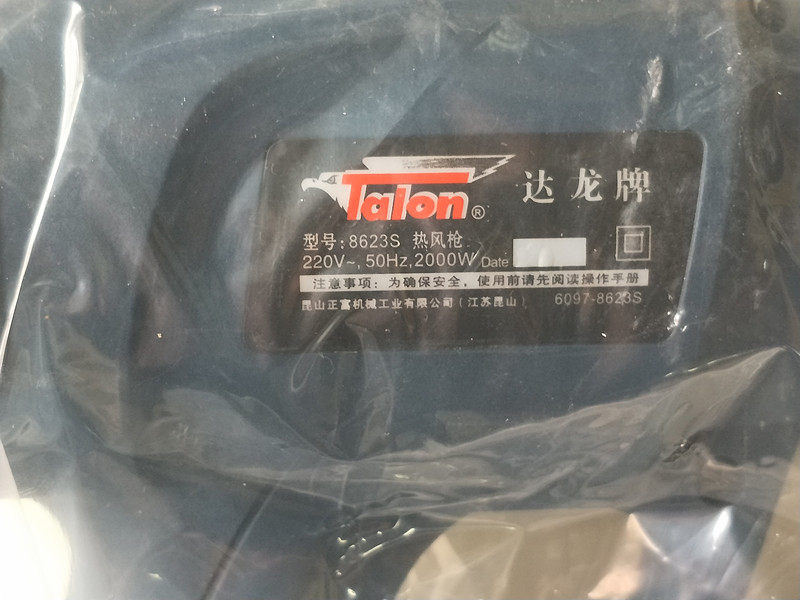 Talon® 达龙牌
型号：8623S 热风枪
220V~, 50Hz, 2000W Date
注意事项：为确保安全，使用前请先阅读操作手册
昆山正富机械工业有限公司（江苏昆山） 6097-8623S